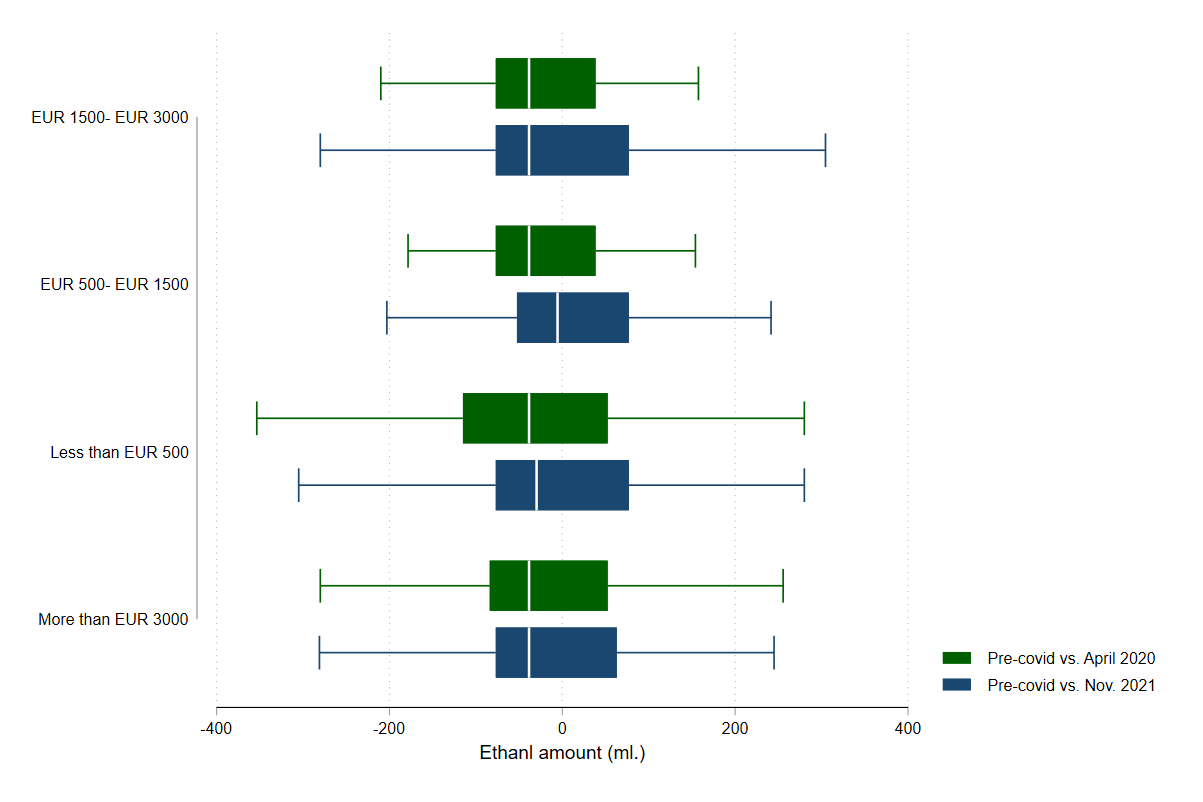 EUR 1500- EUR 3000
EUR 500- EUR 1500
Less than EUR 500
More than EUR 3000
Pre-covid vs. April 2020
Pre-covid vs. Nov. 2021
-400 -200 0 200 400
Ethanl amount (ml.)